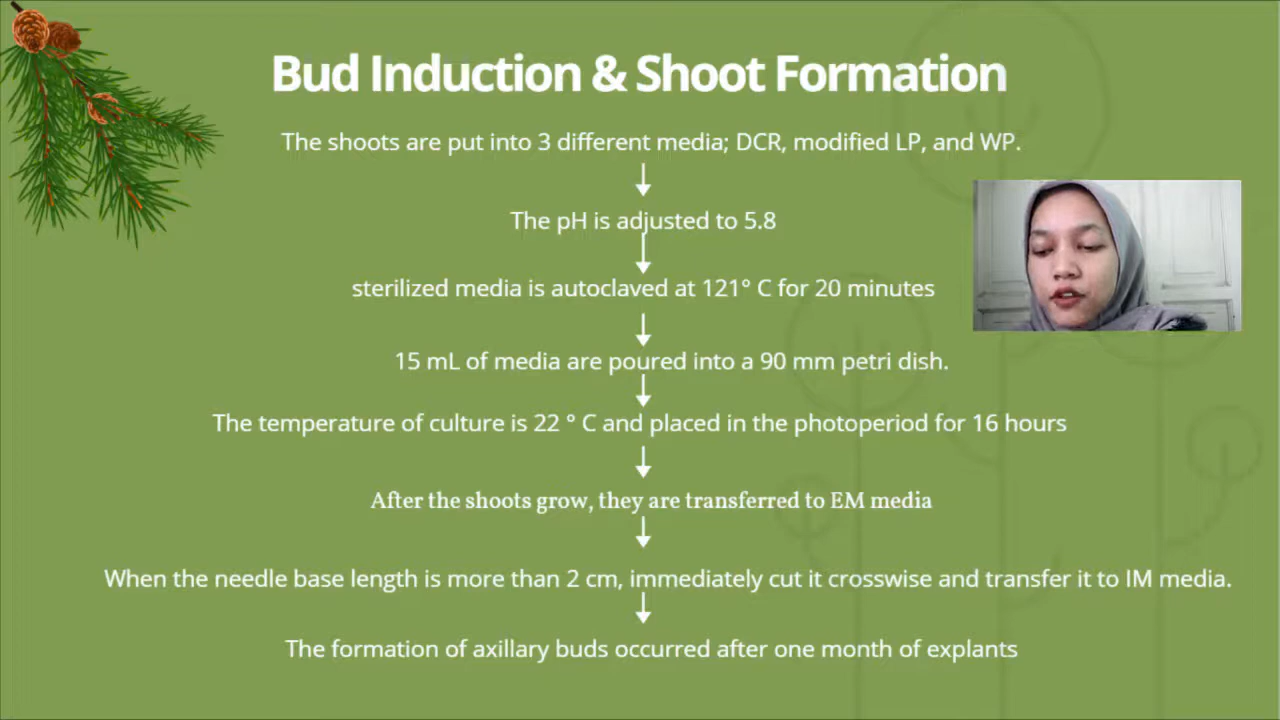 Bud Induction & Shoot Formation
The shoots are put into 3 different media; DCR, modified LP, and WP.
The pH is adjusted to 5.8
sterilized media is autoclaved at 121° C for 20 minutes
15 mL of media are poured into a 90 mm petri dish.
The temperature of culture is 22 ° C and placed in the photoperiod for 16 hours
After the shoots grow, they are transferred to EM media
When the needle base length is more than 2 cm, immediately cut it crosswise and transfer it to IM media.
The formation of axillary buds occurred after one month of explants